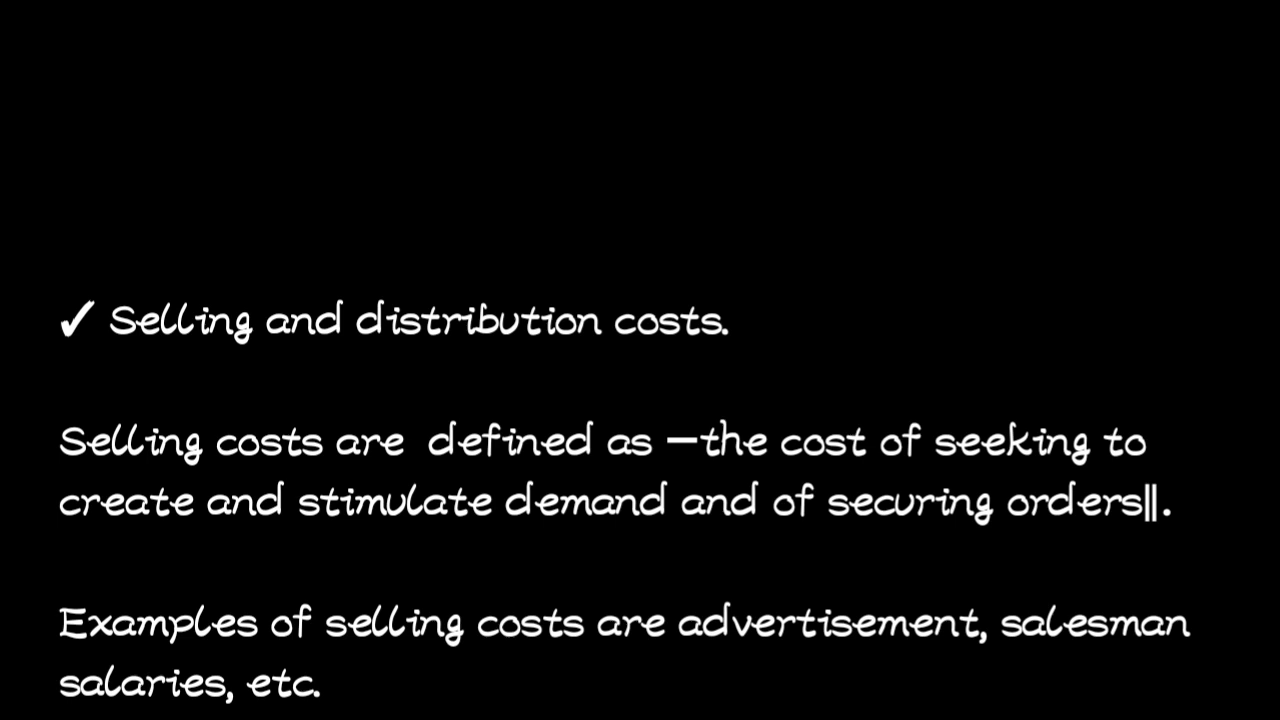 ✓ Selling and distribution costs.
Selling costs are defined as ―the cost of seeking to
create and stimulate demand and of securing orders‖.
Examples of selling costs are advertisement, salesman
salaries, etc.